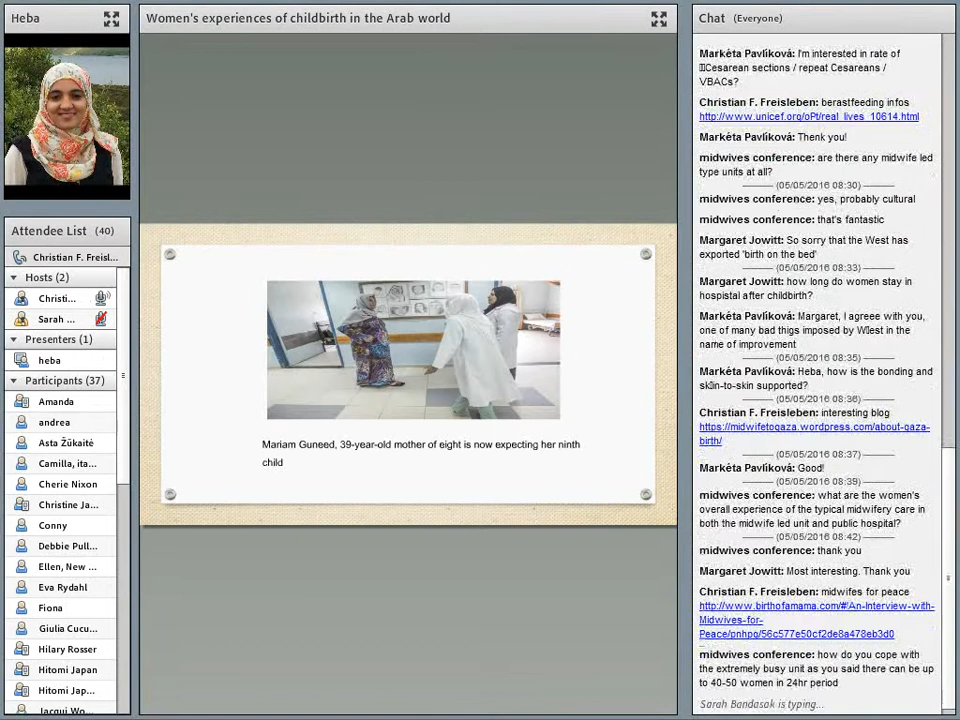 Heba
Attendee List (40)
Christian F. Freisl...
Hosts (2)
Christi...
Sarah ...
Presenters (1)
heba
Participants (37)
Amanda
andrea
Asta Žūkaitė
Camilla, ita...
Cherie Nixon
Christine Ja...
Conny
Debbie Pull...
Ellen, New ...
Eva Rydahl
Fiona
Giulia Cucu...
Hilary Rosser
Hitomi Japan
Hitomi Jap...
Jacqui Wo...
Women's experiences of childbirth in the Arab world
Mariam Guneed, 39-year-old mother of eight is now expecting her ninth
child
Chat (Everyone)
Markéta Pavlíková: I'm interested in rate of
Cesarean sections / repeat Cesareans /
VBACs?
Christian F. Freisleben: berastfeeding infos
http://www.unicef.org/oPt/real_lives_10614.html
Markéta Pavlíková: Thenk you!
midwives conference: are there any midwife led
type units at all?
(05/05/2016 08:30)
midwives conference: yes, probably cultural
midwives conference: that's fantastic
Margaret Jowitt: So sorry that the West has
exported 'birth on the bed'
(05/05/2016 08:33)
Margaret Jowitt: how long do women stay in
hospistal after childbirth?
Markéta Pavlíková: Margaret, I agreee with you,
one of many bad thigs imposed by West in the
name of improvement
(05/05/2016 08:35)
Markéta Pavlíková: Heba, how is the bonding and
skin-to-skin supported?
(05/05/2016 08:36)
Christian F. Freisleben: interesting blog
https://midwifetogaza.wordpress.com/about-gaza-
birth/
(05/05/2016 08:37)
Markéta Pavlíková: Good!
(05/05/2016 08:39)
midwives conference: what are the women's
overall experience of the typical midwifery care in
both the midwife led unit and public hospital?
(05/05/2016 08:42)
midwives conference: thank you
Margaret Jowitt: Most interesting. Thank you
Christian F. Freisleben: midwifes for peace
http://www.birthofamama.com/#!An-Interview-with-
Midwives-for-
Peace/pnhpg/56c577e50cf2de8a478eb3d0
midwives conference: how do you cope with
the extremely busy unit as you said there can be up
to 40-50 women in 24hr period
Sarah Bandasak is typing...